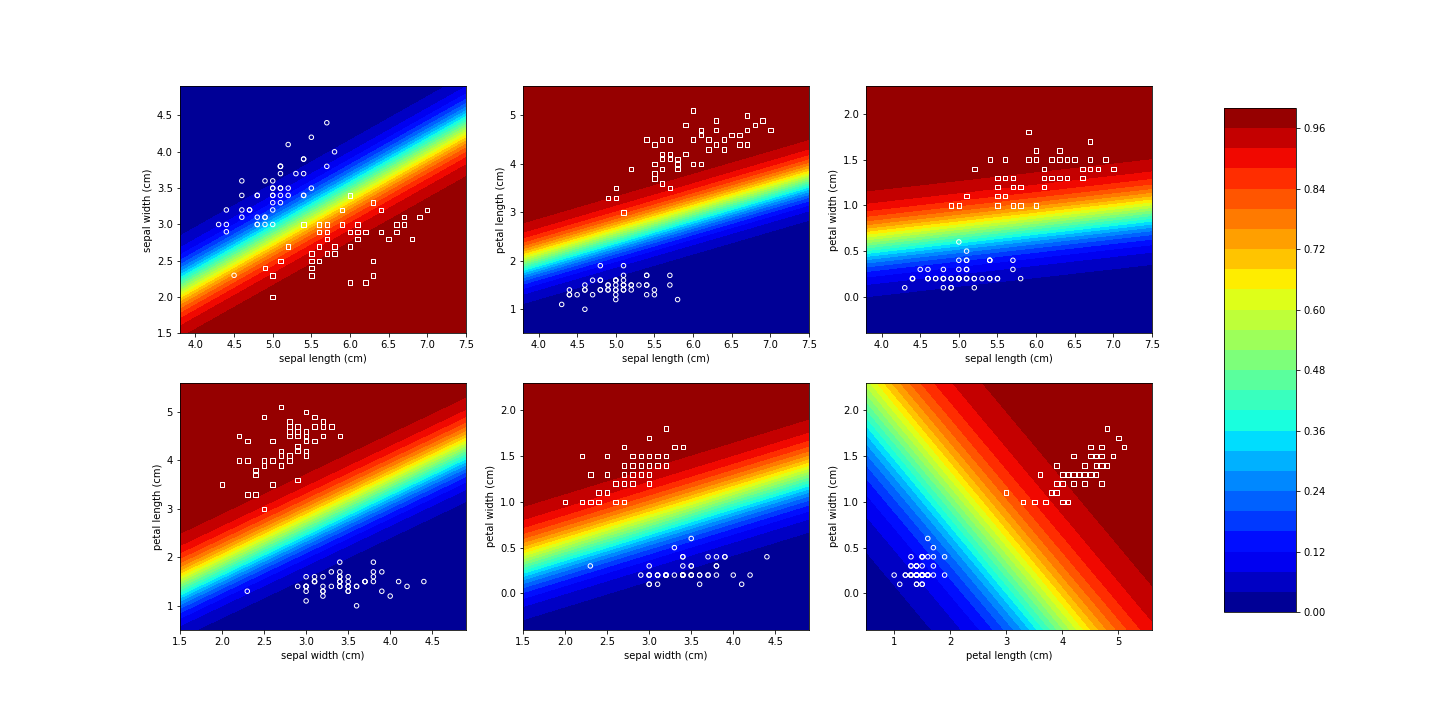 4.5
4.0
3.5
3.0
2.5
2.0
1.5
sepal width (cm)
4.0 4.5 5.0 5.5 6.0 6.5 7.0 7.5
sepal length (cm)
5
4
3
2
1
petal length (cm)
4.0 4.5 5.0 5.5 6.0 6.5 7.0 7.5
sepal length (cm)
2.0
1.5
1.0
0.5
0.0
petal width (cm)
4.0 4.5 5.0 5.5 6.0 6.5 7.0 7.5
sepal length (cm)
5
4
3
2
1
petal length (cm)
1.5 2.0 2.5 3.0 3.5 4.0 4.5
sepal width (cm)
2.0
1.5
1.0
0.5
0.0
petal width (cm)
1.5 2.0 2.5 3.0 3.5 4.0 4.5
sepal width (cm)
2.0
1.5
1.0
0.5
0.0
petal width (cm)
1 2 3 4 5
petal length (cm)
0.96
0.84
0.72
0.60
0.48
0.36
0.24
0.12
0.00